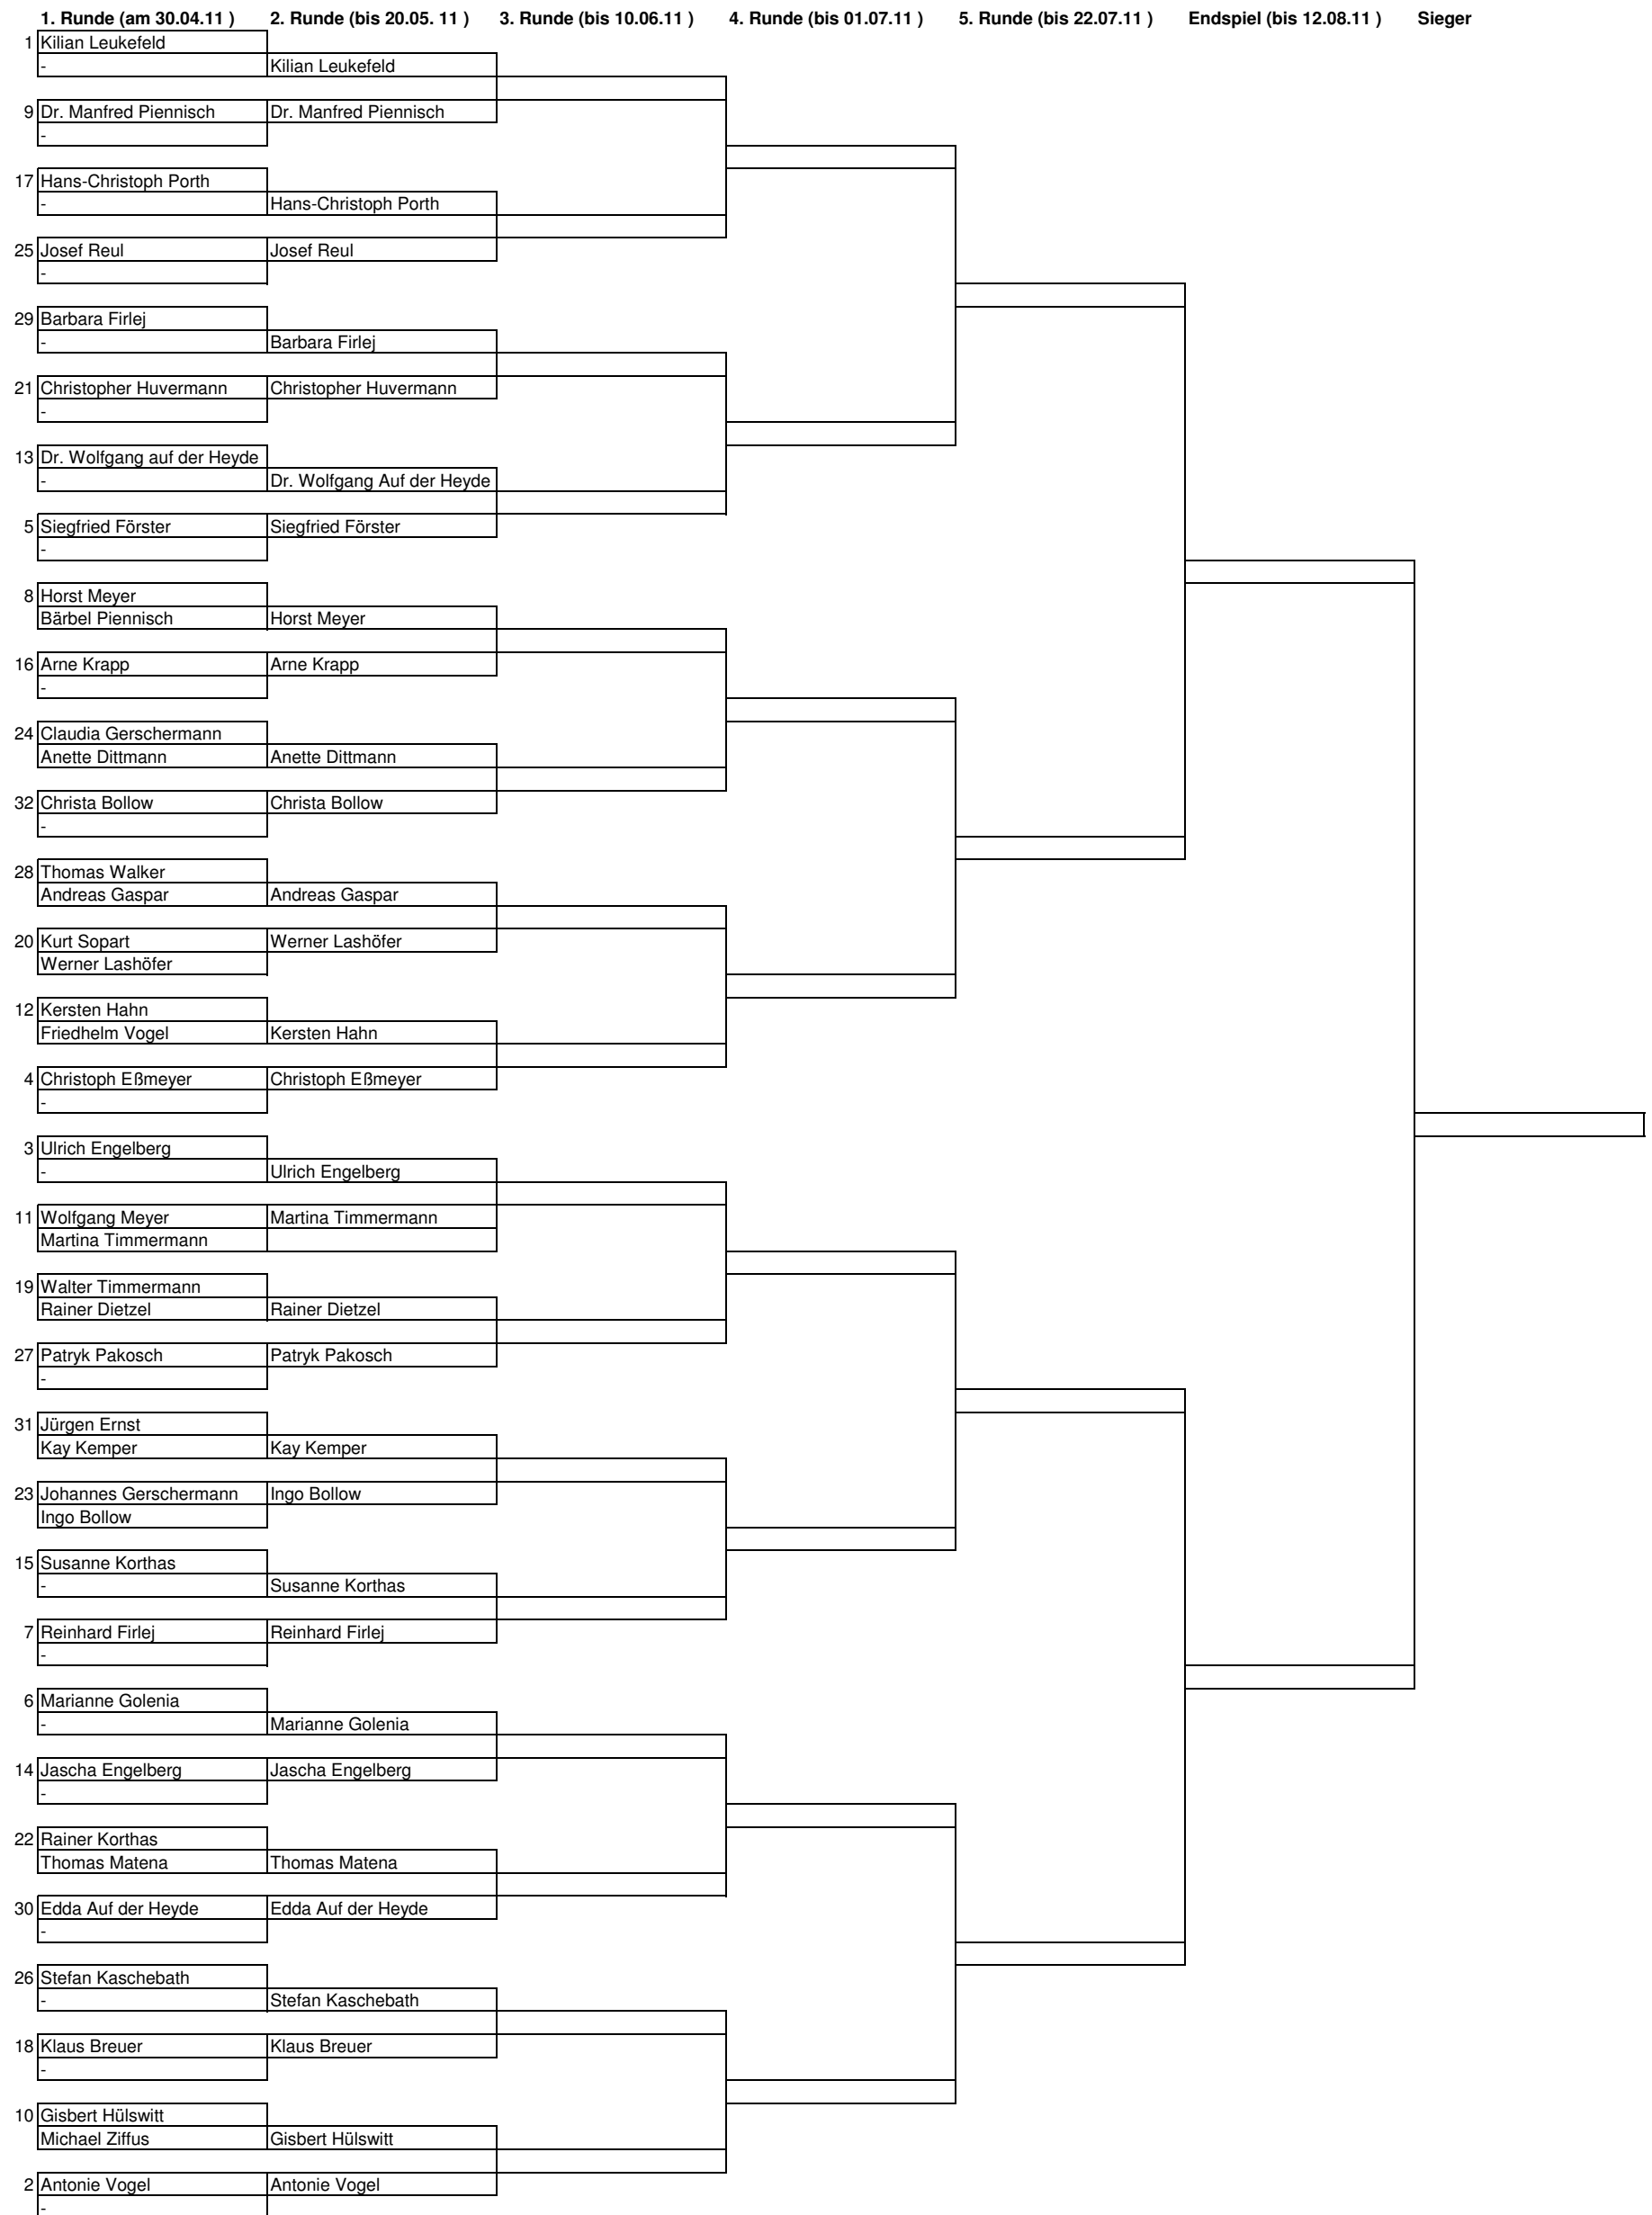 1. Runde (am 30.04.11 ) 2. Runde (bis 20.05. 11 ) 3. Runde (bis 10.06.11 ) 4. Runde (bis 01.07.11 ) 5. Runde (bis 22.07.11 ) Endspiel (bis 12.08.11 ) Sieger
1 Kilian Leukefeld
- Kilian Leukefeld
9 Dr. Manfred Piennisch Dr. Manfred Piennisch
-
17 Hans-Christoph Porth
- Hans-Christoph Porth
25 Josef Reul Josef Reul
-
29 Barbara Firlej
- Barbara Firlej
21 Christopher Huvermann Christopher Huvermann
-
13 Dr. Wolfgang auf der Heyde
- Dr. Wolfgang Auf der Heyde
5 Siegfried Förster Siegfried Förster
-
8 Horst Meyer
Bärbel Piennisch Horst Meyer
16 Arne Krapp Arne Krapp
-
24 Claudia Gerschermann
Anette Dittmann Anette Dittmann
32 Christa Bollow Christa Bollow
-
28 Thomas Walker
Andreas Gaspar Andreas Gaspar
20 Kurt Sopart Werner Lashöfer
Werner Lashöfer
12 Kersten Hahn
Friedhelm Vogel Kersten Hahn
4 Christoph Eßmeyer Christoph Eßmeyer
-
3 Ulrich Engelberg
- Ulrich Engelberg
11 Wolfgang Meyer Martina Timmermann
Martina Timmermann
19 Walter Timmermann
Rainer Dietzel Rainer Dietzel
27 Patryk Pakosch Patryk Pakosch
-
31 Jürgen Ernst
Kay Kemper Kay Kemper
23 Johannes Gerschermann Ingo Bollow
Ingo Bollow
15 Susanne Korthas
- Susanne Korthas
7 Reinhard Firlej Reinhard Firlej
-
6 Marianne Golenia
- Marianne Golenia
14 Jascha Engelberg Jascha Engelberg
-
22 Rainer Korthas
Thomas Matena Thomas Matena
30 Edda Auf der Heyde Edda Auf der Heyde
-
26 Stefan Kaschebath
- Stefan Kaschebath
18 Klaus Breuer Klaus Breuer
-
10 Gisbert Hülswitt
Michael Ziffus Gisbert Hülswitt
2 Antonie Vogel Antonie Vogel
-